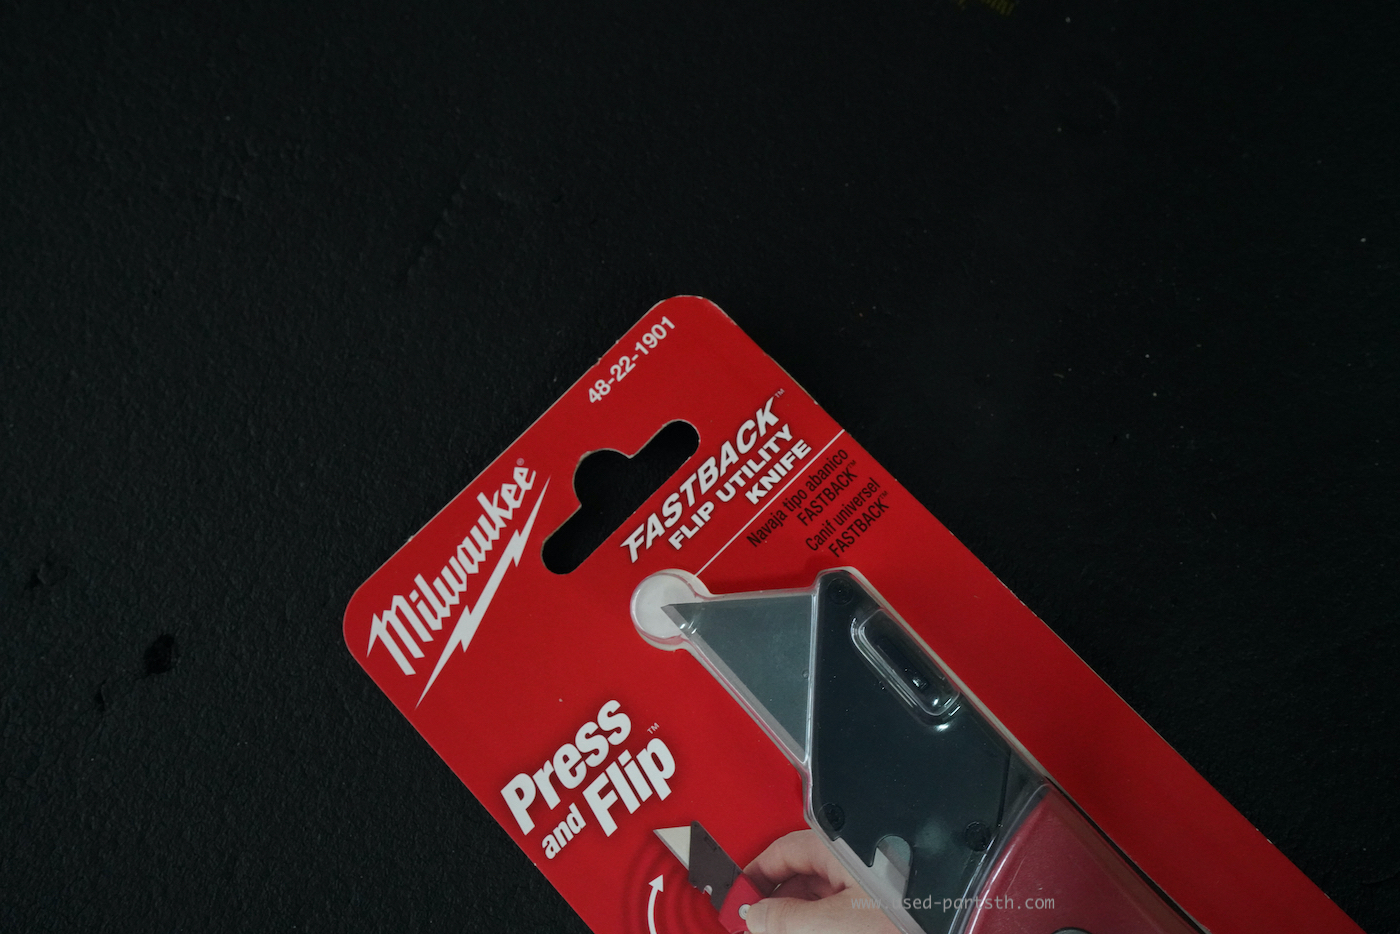 48-22-1901
Milwaukee®
FASTBACK™
FLIP UTILITY
KNIFE
Navaja tipo abanico
FASTBACK™
Canif universel
FASTBACK™
Press
and Flip™
www.used-partsth.com